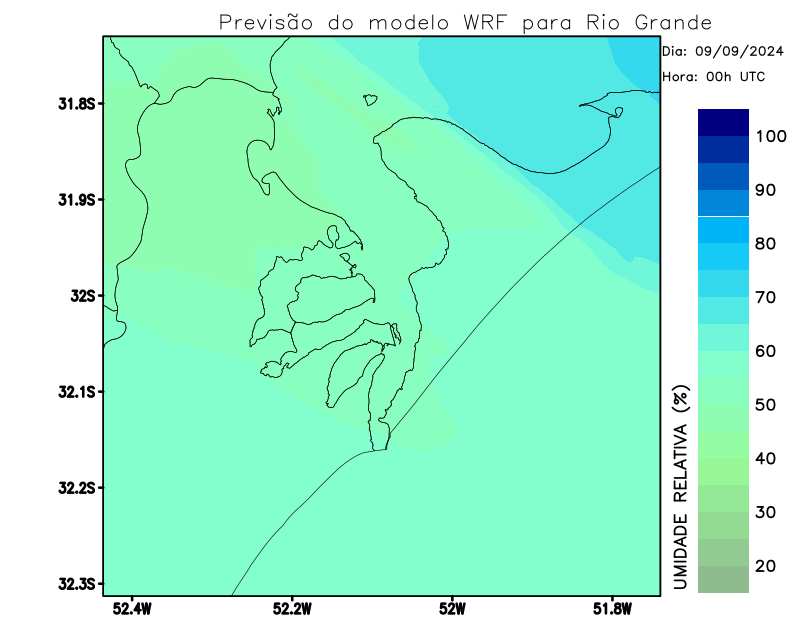 Previsão do modelo WRF para Rio Grande
Dia: 09/09/2024
Hora: 00h UTC
31.8S
31.9S
32S
32.1S
32.2S
32.3S
52.4W
52.2W
52W
51.8W
100
90
80
70
60
50
40
30
20
UMIDADE RELATIVA (%)